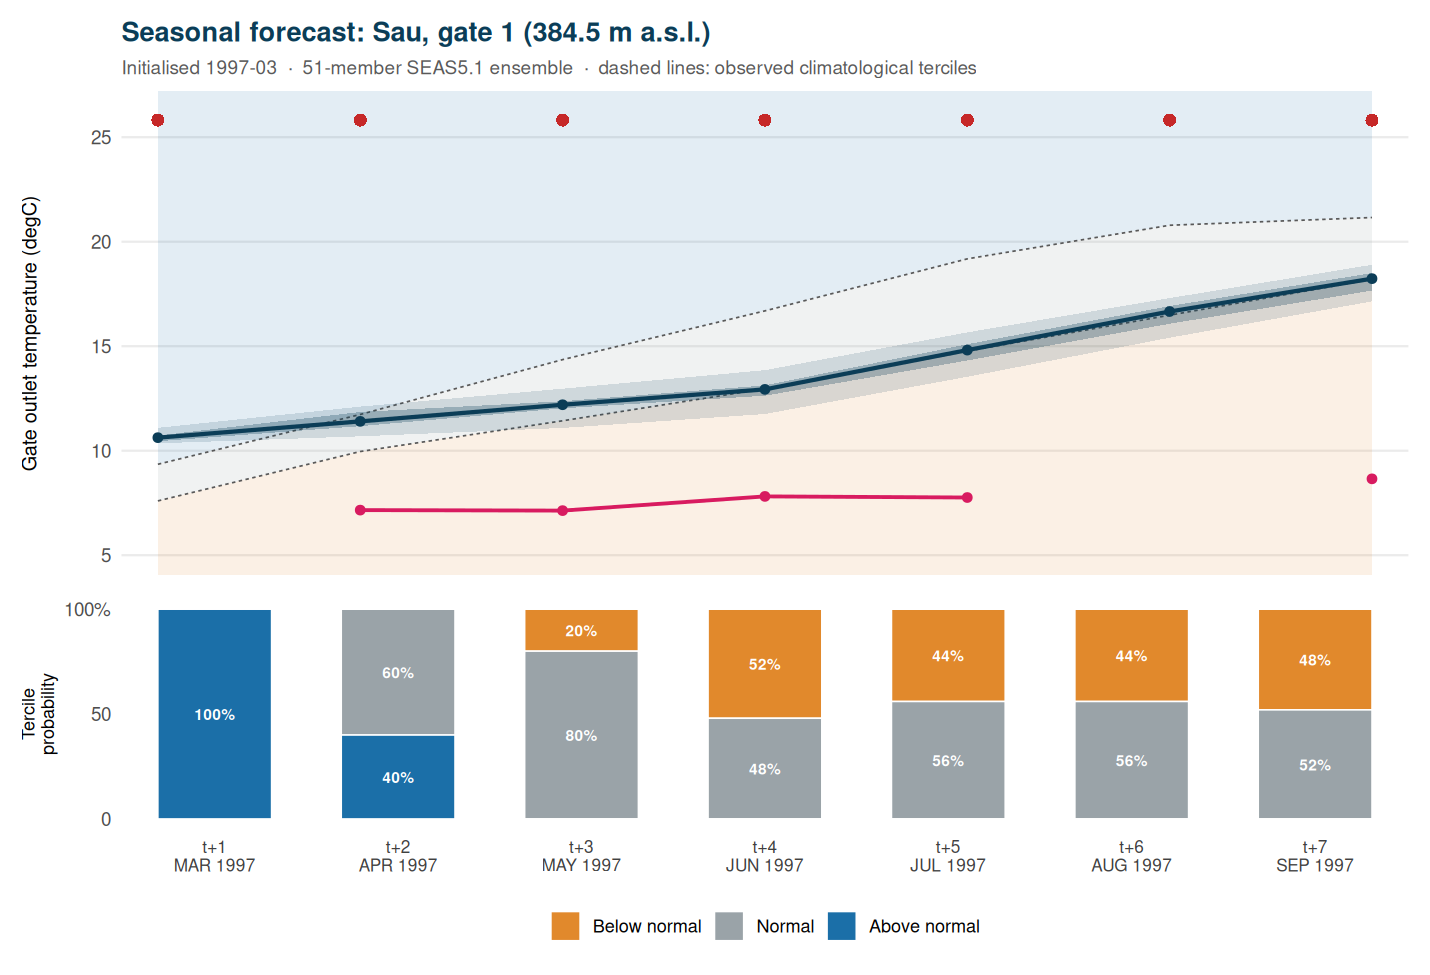 Seasonal forecast: Sau, gate 1 (384.5 m a.s.l.)
Initialised 1997-03 · 51-member SEAS5.1 ensemble · dashed lines: observed climatological terciles
Gate outlet temperature (degC)
25
20
15
10
5
Tercile
probability
100%
50
0
100%
60%
40%
20%
80%
52%
48%
44%
56%
44%
56%
48%
52%
t+1
MAR 1997
t+2
APR 1997
t+3
MAY 1997
t+4
JUN 1997
t+5
JUL 1997
t+6
AUG 1997
t+7
SEP 1997
Below normal
Normal
Above normal